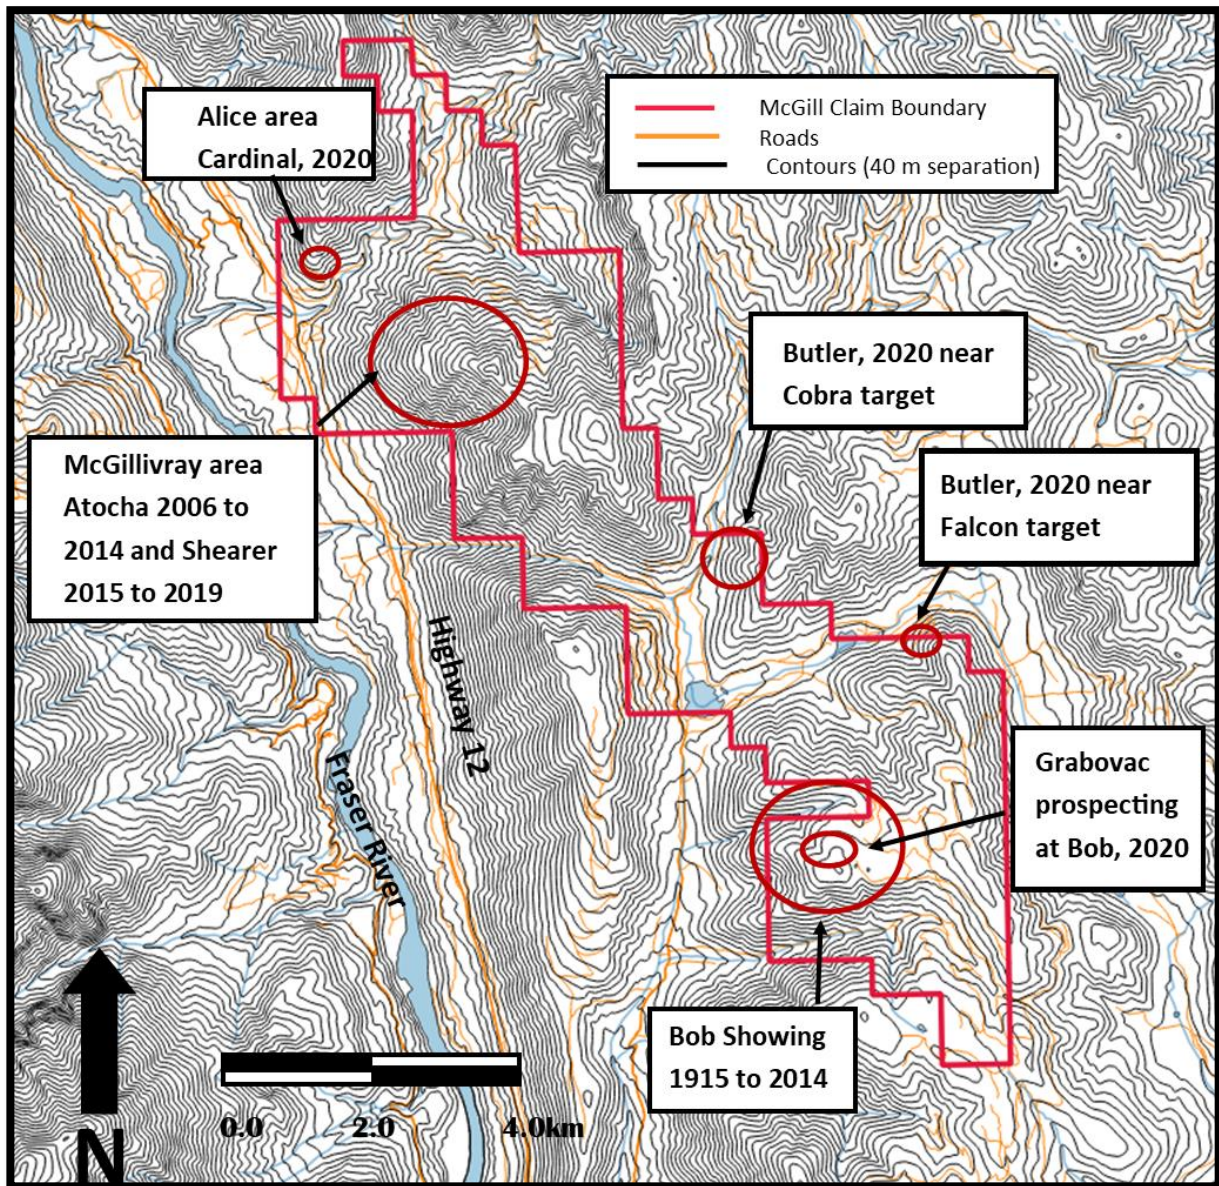 Alice area
Cardinal, 2020
McGill Claim Boundary
Roads
Contours (40 m separation)
Butler, 2020 near
Cobra target
McGillivray area
Atocha 2006 to
2014 and Shearer
2015 to 2019
Butler, 2020 near
Falcon target
Highway 12
Fraser River
Grabovac
prospecting
at Bob, 2020
Bob Showing
1915 to 2014
0.0 2.0 4.0km
N